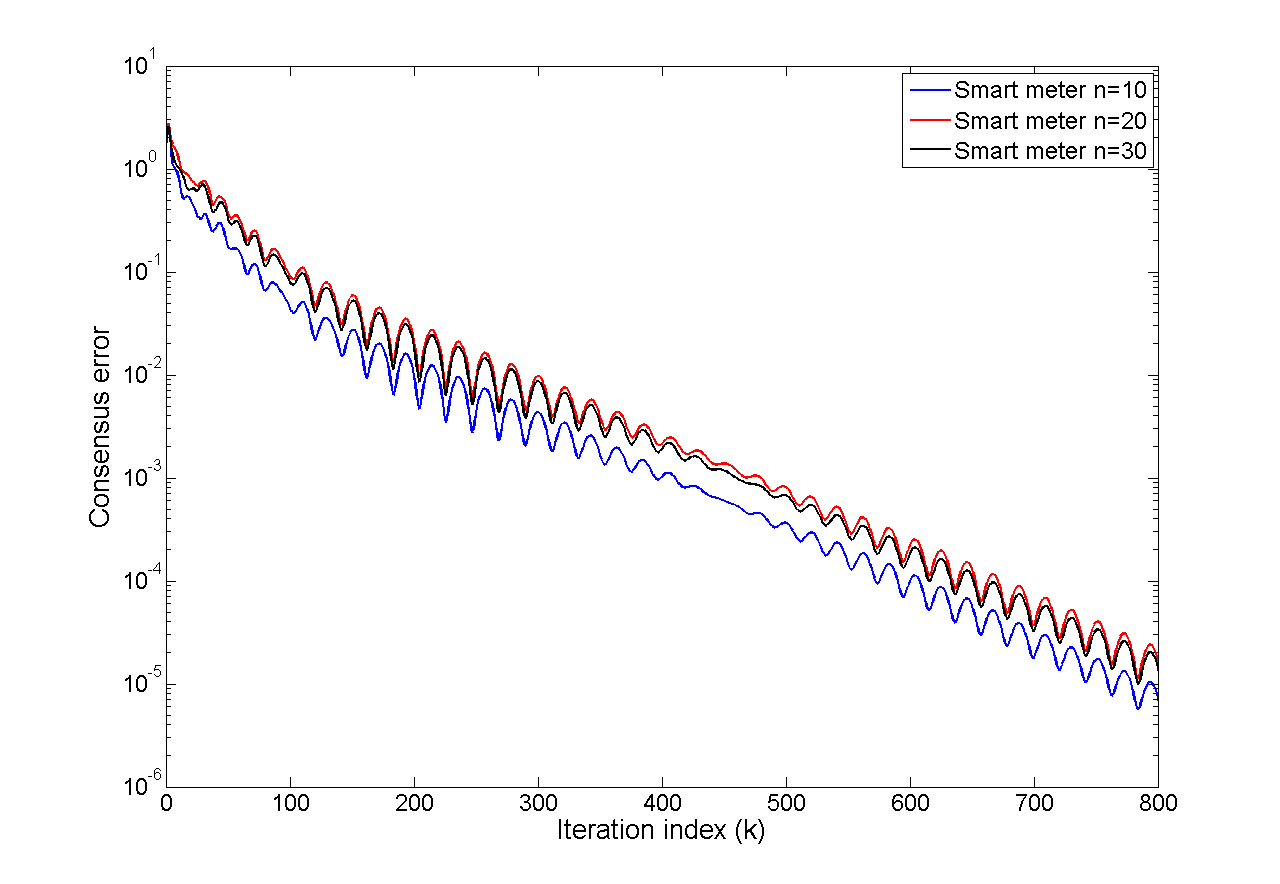 10^1
10^0
10^-1
10^-2
10^-3
10^-4
10^-5
10^-6
Consensus error
Smart meter n=10
Smart meter n=20
Smart meter n=30
0 100 200 300 400 500 600 700 800
Iteration index (k)